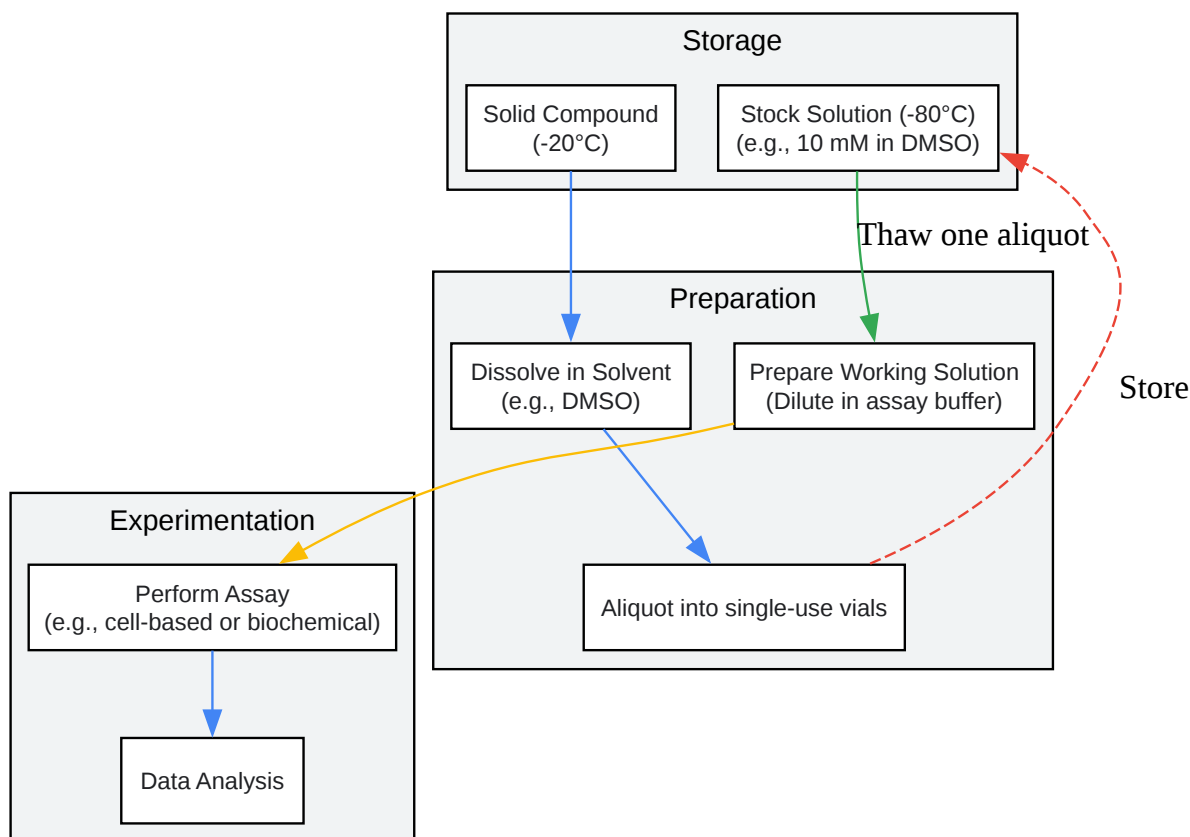 Storage
Solid Compound
(-20°C)
Stock Solution (-80°C)
(e.g., 10 mM in DMSO)
Thaw one aliquot
Preparation
Dissolve in Solvent
(e.g., DMSO)
Prepare Working Solution
(Dilute in assay buffer)
Store
Experimentation
Perform Assay
(e.g., cell-based or biochemical)
Aliquot into single-use vials
Data Analysis